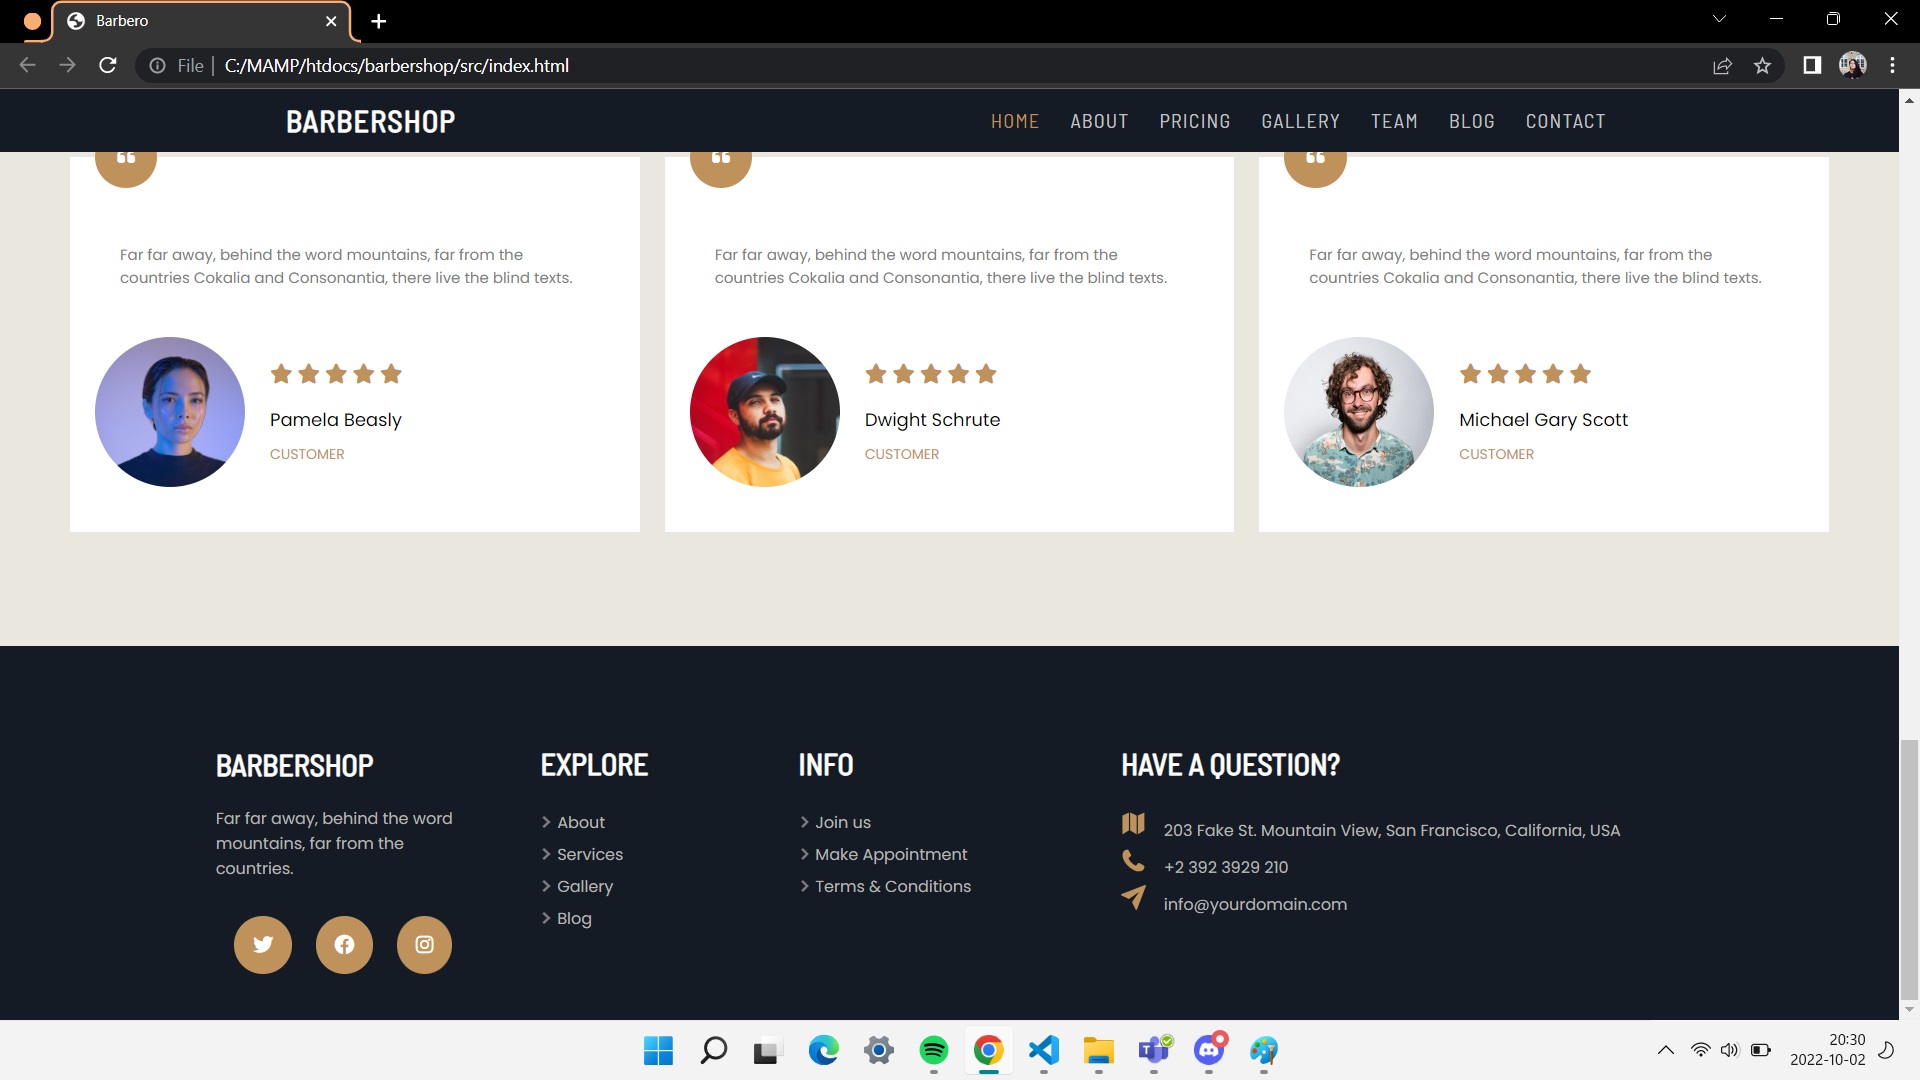 Barbero
File
C:/MAMP/htdocs/barbershop/src/index.html
BARBERSHOP
HOME ABOUT PRICING GALLERY TEAM BLOG CONTACT
Far far away, behind the word mountains, far from the
countries Cokalia and Consonantia, there live the blind texts.
Pamela Beasly
CUSTOMER
Far far away, behind the word mountains, far from the
countries Cokalia and Consonantia, there live the blind texts.
Dwight Schrute
CUSTOMER
Far far away, behind the word mountains, far from the
countries Cokalia and Consonantia, there live the blind texts.
Michael Gary Scott
CUSTOMER
BARBERSHOP
Far far away, behind the word
mountains, far from the
countries.
EXPLORE
About
Services
Gallery
Blog
INFO
Join us
Make Appointment
Terms & Conditions
HAVE A QUESTION?
203 Fake St. Mountain View, San Francisco, California, USA
+2 392 3929 210
info@yourdomain.com
20:30
2022-10-02